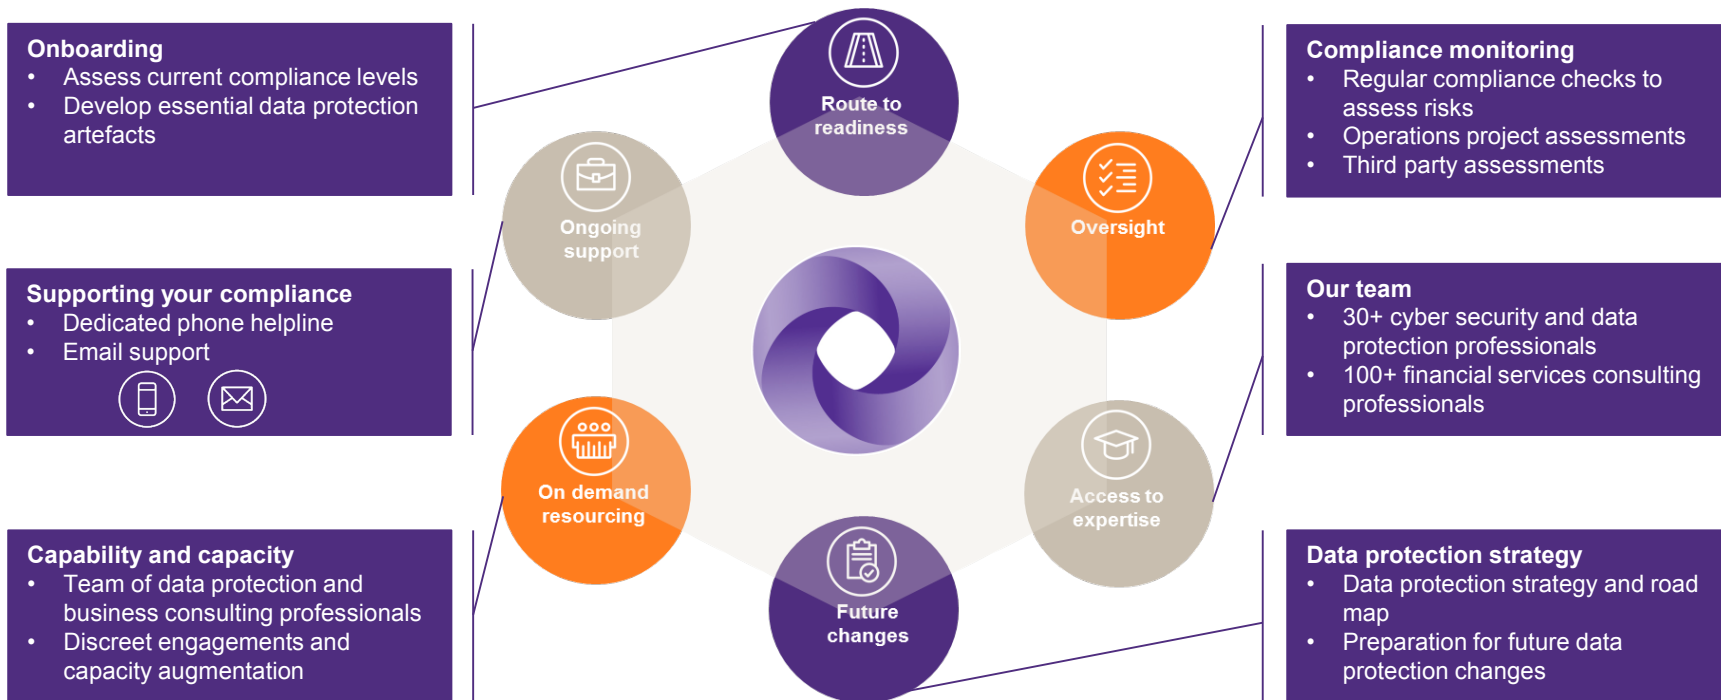 Onboarding
• Assess current compliance levels
• Develop essential data protection
artefacts
Supporting your compliance
• Dedicated phone helpline
• Email support
Capability and capacity
• Team of data protection and
business consulting professionals
• Discreet engagements and
capacity augmentation
Route to
readiness
Ongoing
support
Oversight
On demand
resourcing
Access to
expertise
Future
changes
Compliance monitoring
• Regular compliance checks to
assess risks
• Operations project assessments
• Third party assessments
Our team
• 30+ cyber security and data
protection professionals
• 100+ financial services consulting
professionals
Data protection strategy
• Data protection strategy and road
map
• Preparation for future data
protection changes